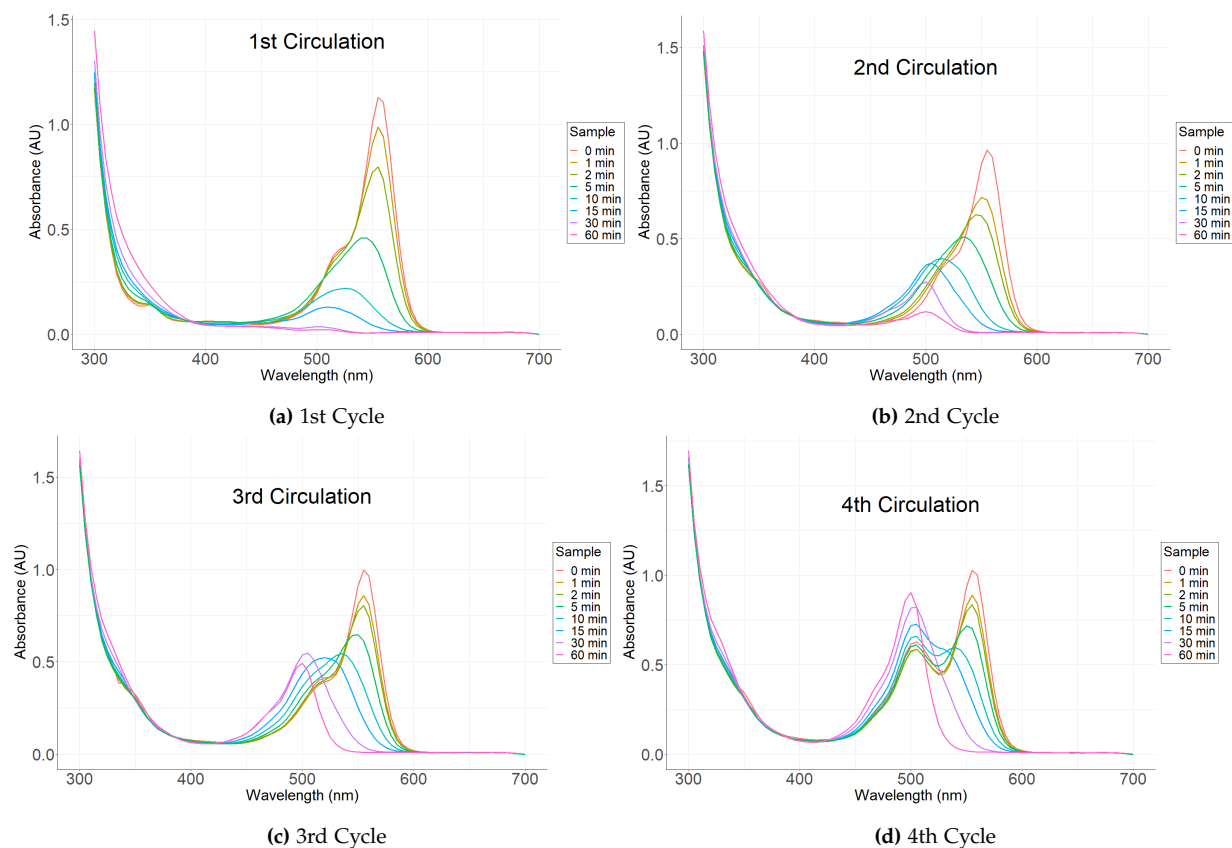 1st Circulation
Absorbance (AU)
1.5
1.0
0.5
0.0
300 400 500 600 700
Wavelength (nm)
Sample
0 min
1 min
2 min
5 min
10 min
15 min
30 min
60 min
(a) 1st Cycle
2nd Circulation
Absorbance (AU)
1.5
1.0
0.5
0.0
300 400 500 600 700
Wavelength (nm)
Sample
0 min
1 min
2 min
5 min
10 min
15 min
30 min
60 min
(b) 2nd Cycle
3rd Circulation
Absorbance (AU)
1.5
1.0
0.5
0.0
300 400 500 600 700
Wavelength (nm)
Sample
0 min
1 min
2 min
5 min
10 min
15 min
30 min
60 min
(c) 3rd Cycle
4th Circulation
Absorbance (AU)
1.5
1.0
0.5
0.0
300 400 500 600 700
Wavelength (nm)
Sample
0 min
1 min
2 min
5 min
10 min
15 min
30 min
60 min
(d) 4th Cycle